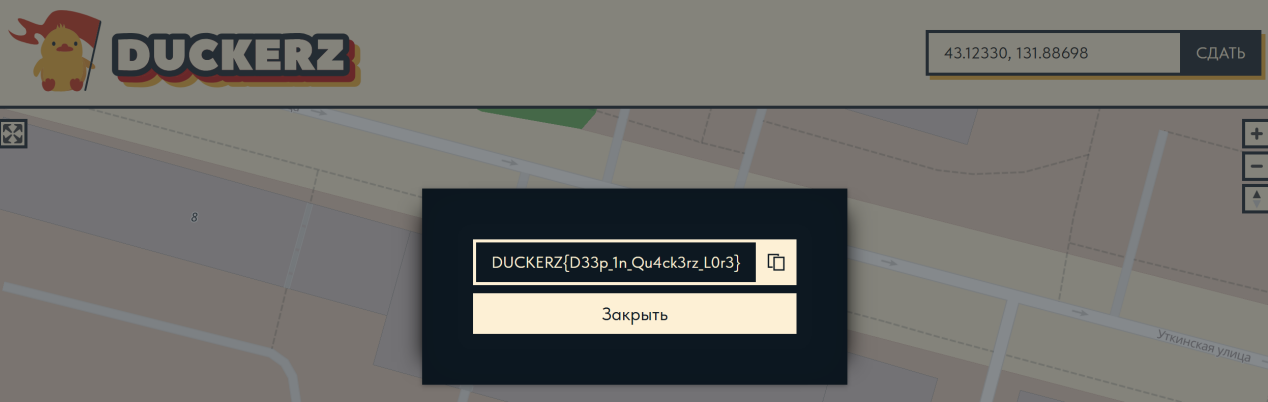 DUCKERZ
43.12330, 131.88698
СДАТЬ
8
DUCKERZ{D33p_1n_Qu4ck3rz_L0r3}
Закрыть
Уткинская улица